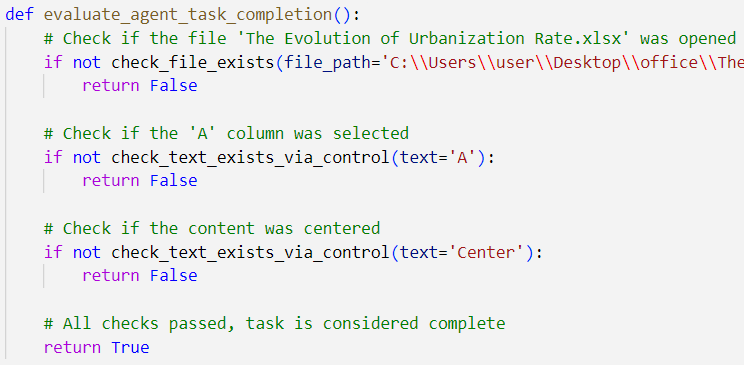 def evaluate_agent_task_completion():
    # Check if the file 'The Evolution of Urbanization Rate.xlsx' was opened
    if not check_file_exists(file_path='C:\\Users\\user\\Desktop\\office\\The
        return False

    # Check if the 'A' column was selected
    if not check_text_exists_via_control(text='A'):
        return False

    # Check if the content was centered
    if not check_text_exists_via_control(text='Center'):
        return False

    # All checks passed, task is considered complete
    return True